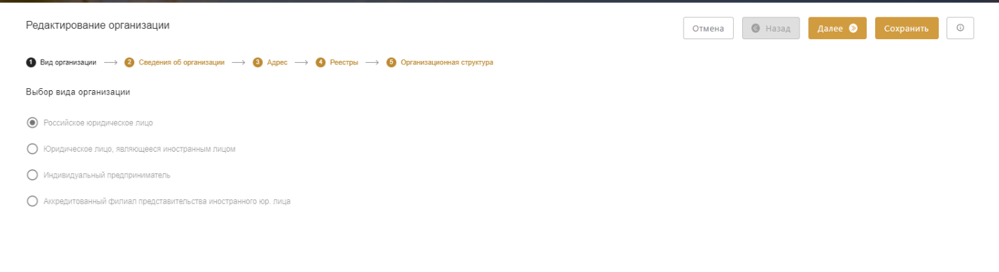 Редактирование организации
Отмена Назад Далее Сохранить
1 Вид организации 2 Сведения об организации 3 Адрес 4 Реестры 5 Организационная структура
Выбор вида организации
Российское юридическое лицо
Юридическое лицо, являющееся иностранным лицом
Индивидуальный предприниматель
Аккредитованный филиал представительства иностранного юр. лица